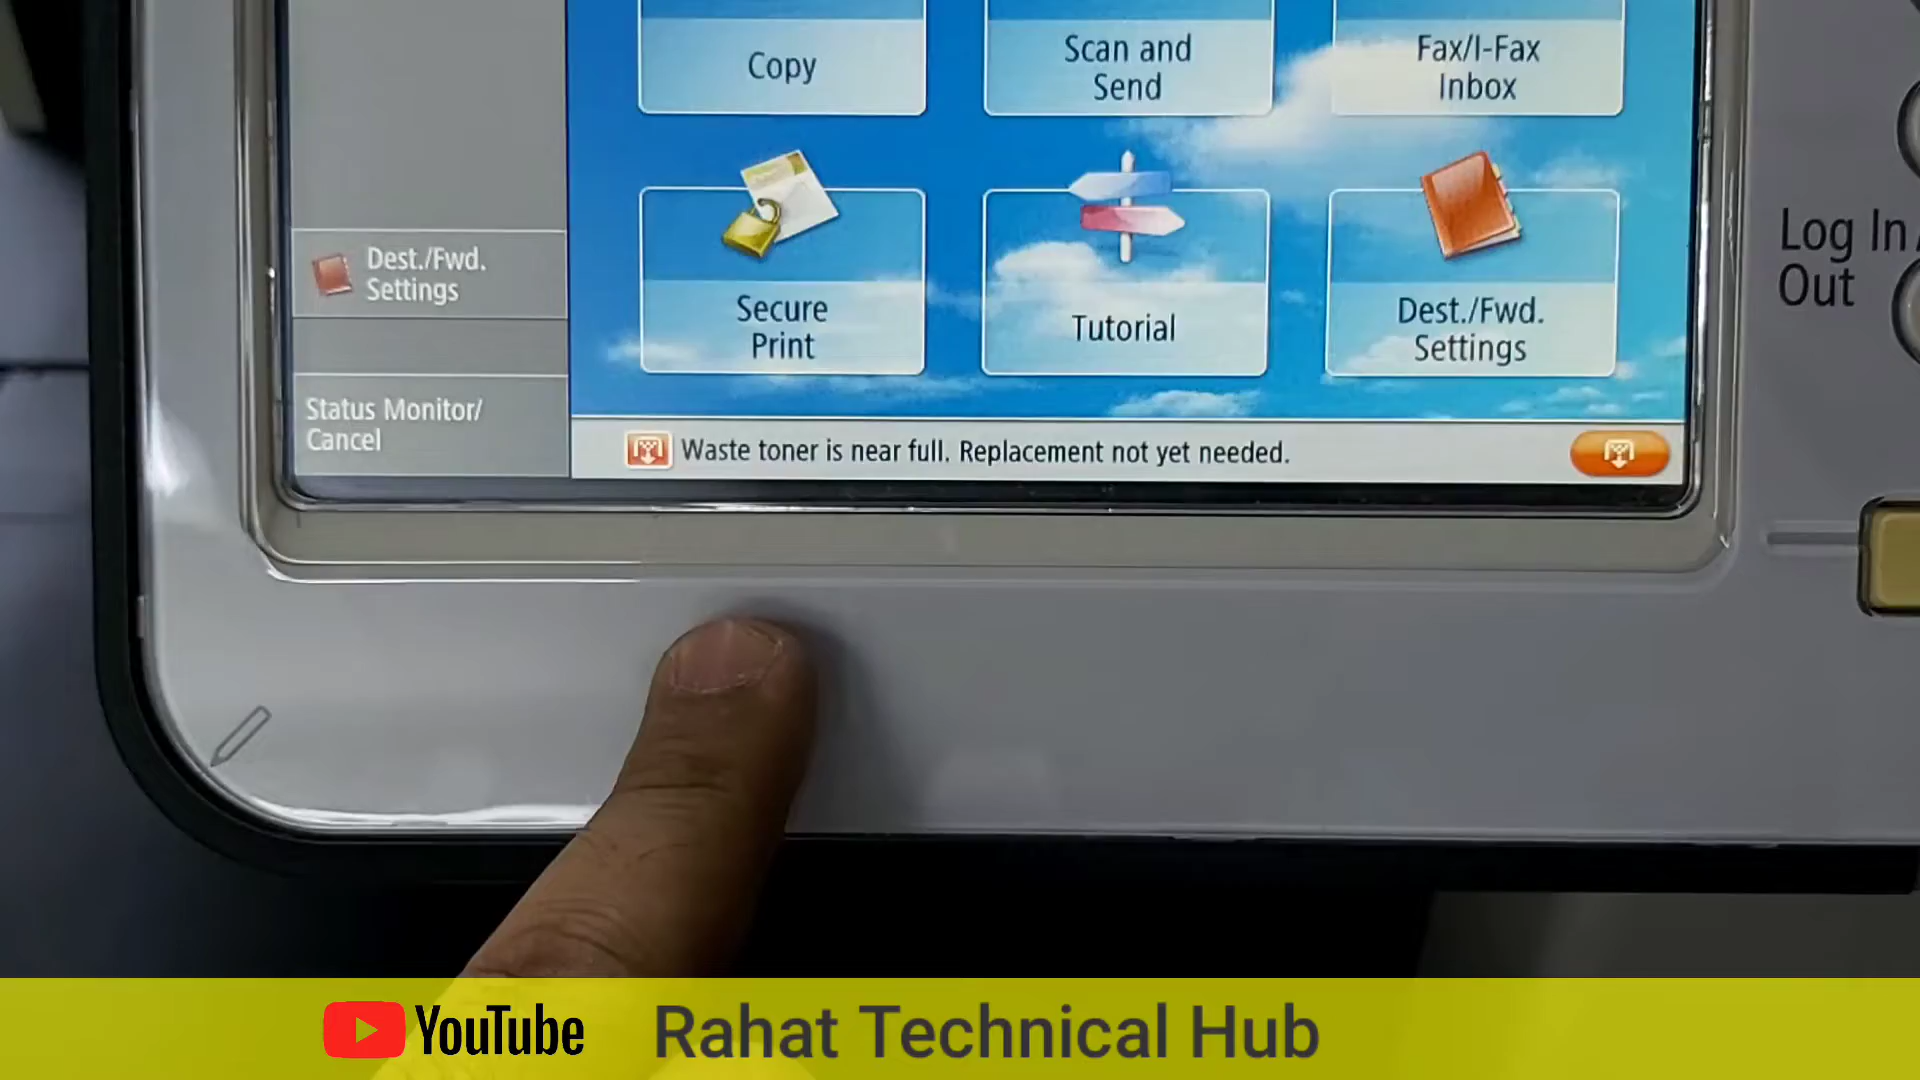 Copy
Scan and
Send
Fax/I-Fax
Inbox
Dest./Fwd.
Settings
Secure
Print
Tutorial
Dest./Fwd.
Settings
Log In/
Out
Status Monitor/
Cancel
Waste toner is near full. Replacement not yet needed.
YouTube Rahat Technical Hub